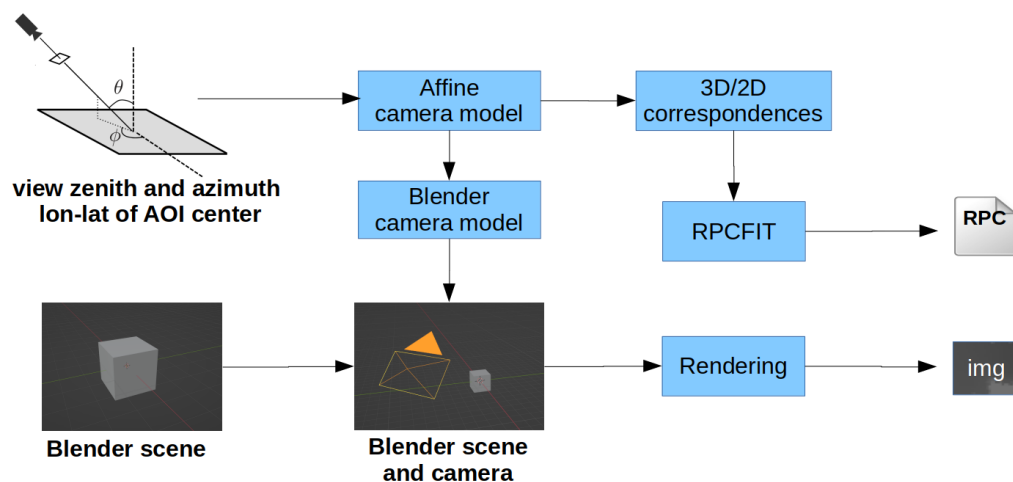 θ
ϕ
view zenith and azimuth
lon-lat of AOI center
Affine
camera model
3D/2D
correspondences
Blender
camera model
RPCFIT
RPC
Blender scene
Blender scene
and camera
Rendering
img